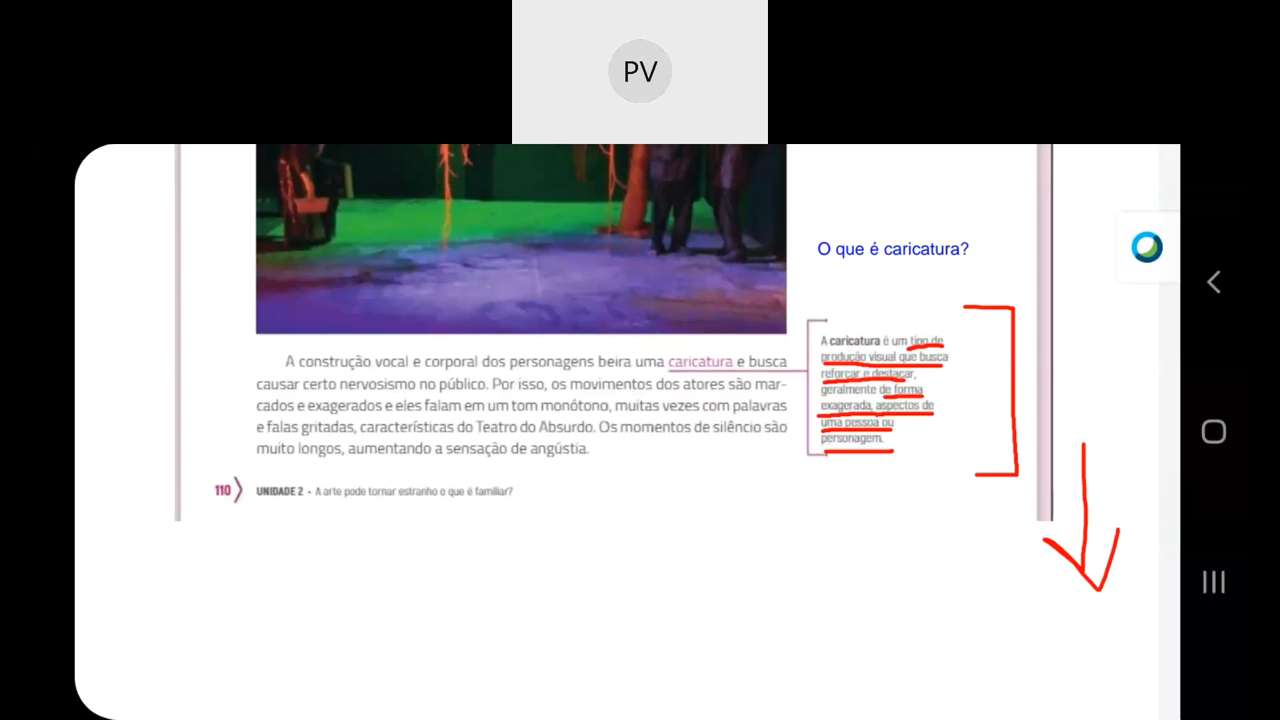 PV
O que é caricatura?
A caricatura é um tipo de
produção visual que busca
reforçar e destacar,
geralmente de forma
exagerada, aspectos de
uma pessoa ou
personagem.
A construção vocal e corporal dos personagens beira uma caricatura e busca
causar certo nervosismo no público. Por isso, os movimentos dos atores são mar-
cados e exagerados e eles falam em um tom monótono, muitas vezes com palavras
e falas gritadas, características do Teatro do Absurdo. Os momentos de silêncio são
muito longos, aumentando a sensação de angústia.
110 UNIDADE 2 - A arte pode tornar estranho o que é familiar?